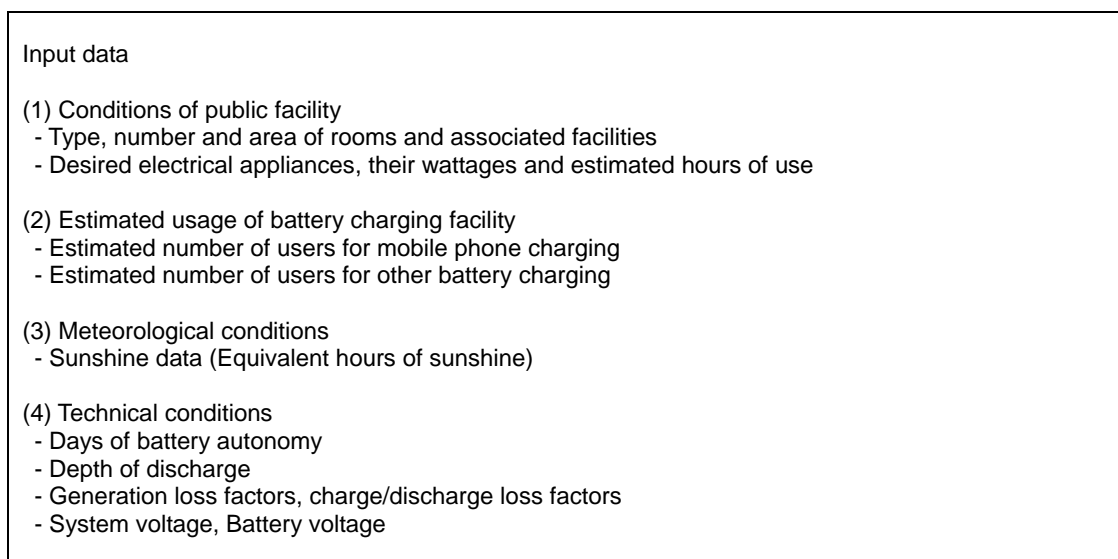 Input data
(1) Conditions of public facility
- Type, number and area of rooms and associated facilities
- Desired electrical appliances, their wattages and estimated hours of use
(2) Estimated usage of battery charging facility
- Estimated number of users for mobile phone charging
- Estimated number of users for other battery charging
(3) Meteorological conditions
- Sunshine data (Equivalent hours of sunshine)
(4) Technical conditions
- Days of battery autonomy
- Depth of discharge
- Generation loss factors, charge/discharge loss factors
- System voltage, Battery voltage